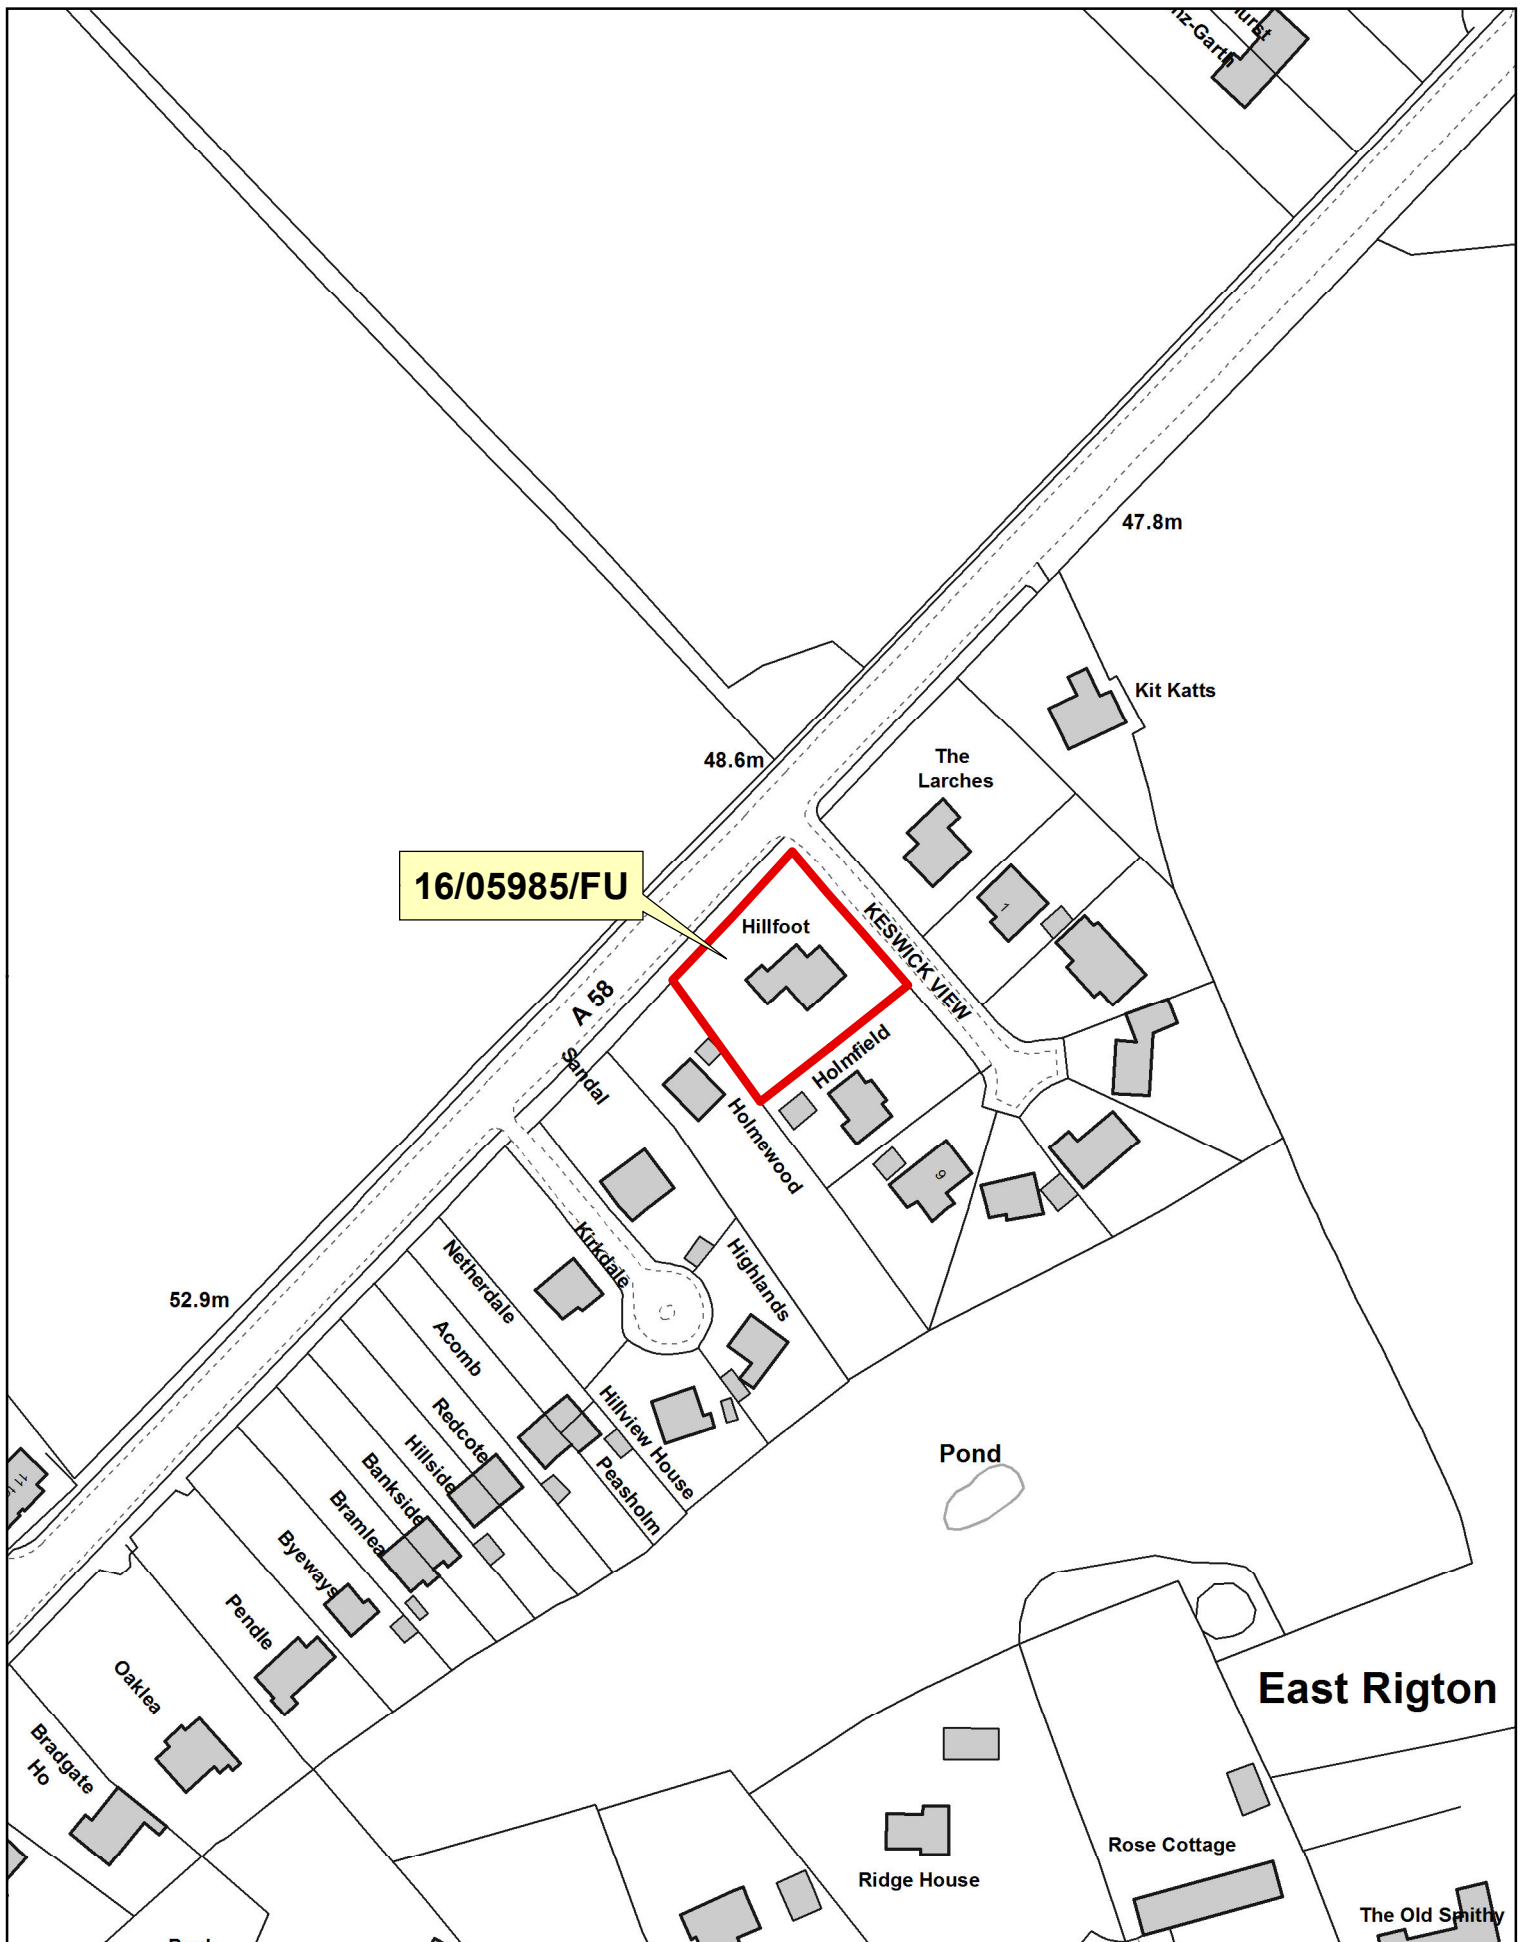 47.8m
Kit Katts
48.6m
The
Larches
16/05985/FU
Hillfoot
1
KESWICK VIEW
A 58
Sandal
Holmfield
Holmewood
9
Kirkdale
Netherdale
Highlands
52.9m
Acomb
Redcote
Hillview House
Hillside
Bankside
Peasholm
Pond
Bramlea
Byeways
Pendle
Oaklea
East Rigton
Bradgate
Ho
Rose Cottage
Ridge House
The Old Smithy